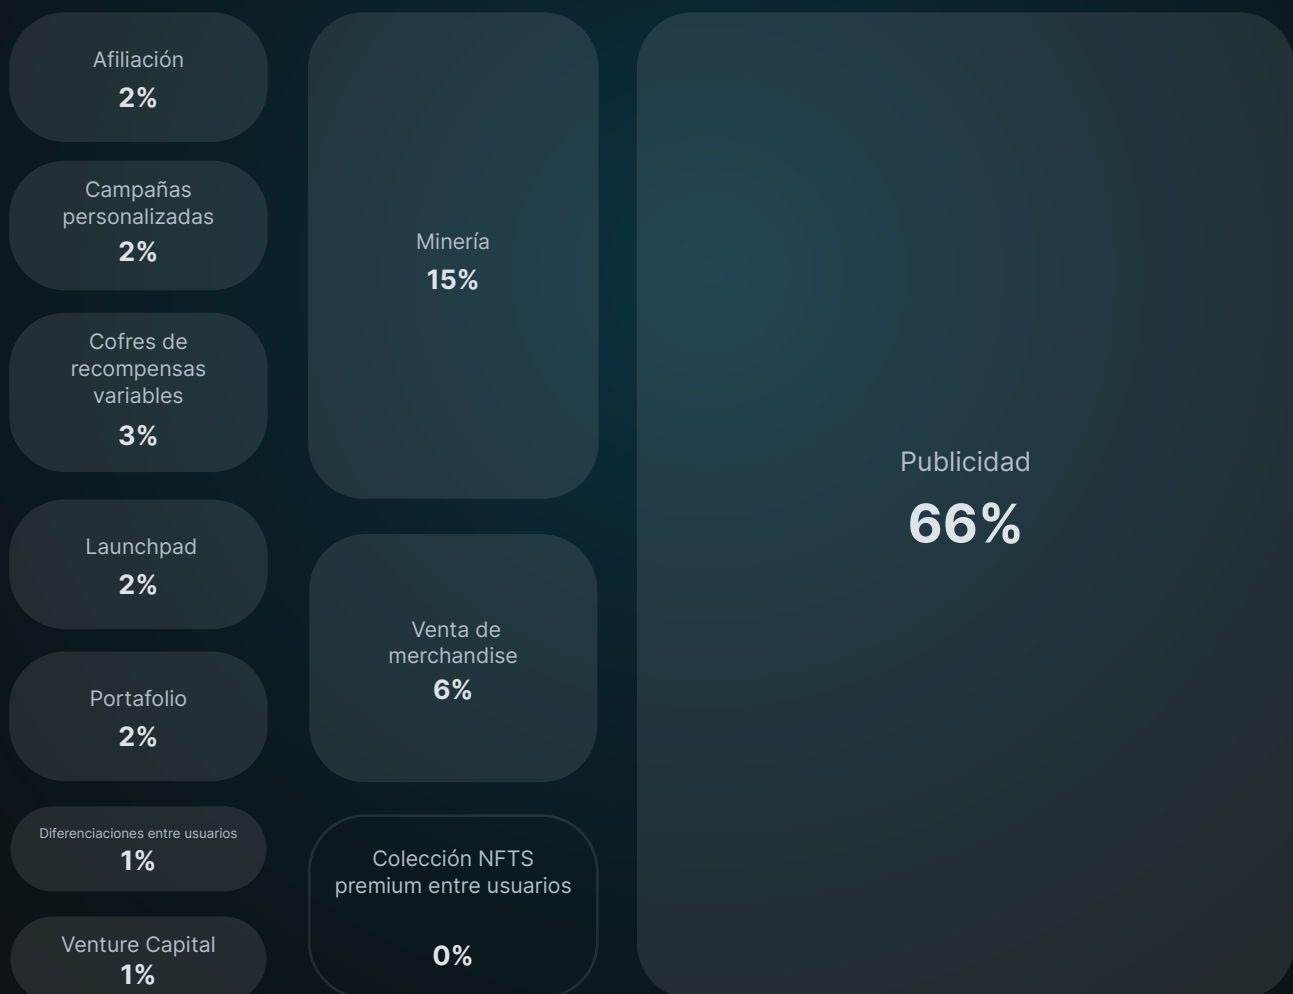 Afiliación
2%
Campañas
personalizadas
2%
Cofres de
recompensas
variables
3%
Launchpad
2%
Portafolio
2%
Diferenciaciones entre usuarios
1%
Venture Capital
1%
Minería
15%
Venta de
merchandise
6%
Colección NFTS
premium entre usuarios
0%
Publicidad
66%